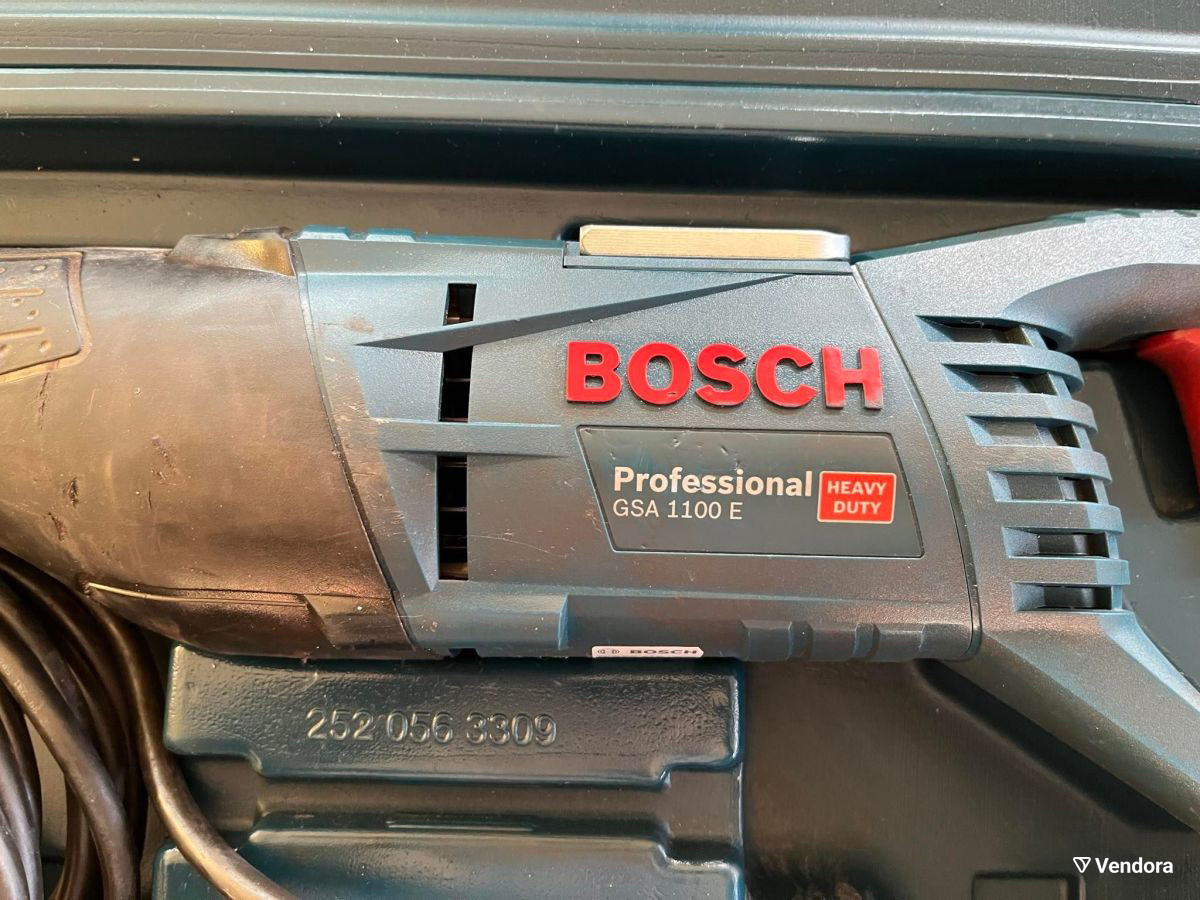 BOSCH
Professional
GSA 1100 E
HEAVY
DUTY
BOSCH
252 056 3309
Vendora